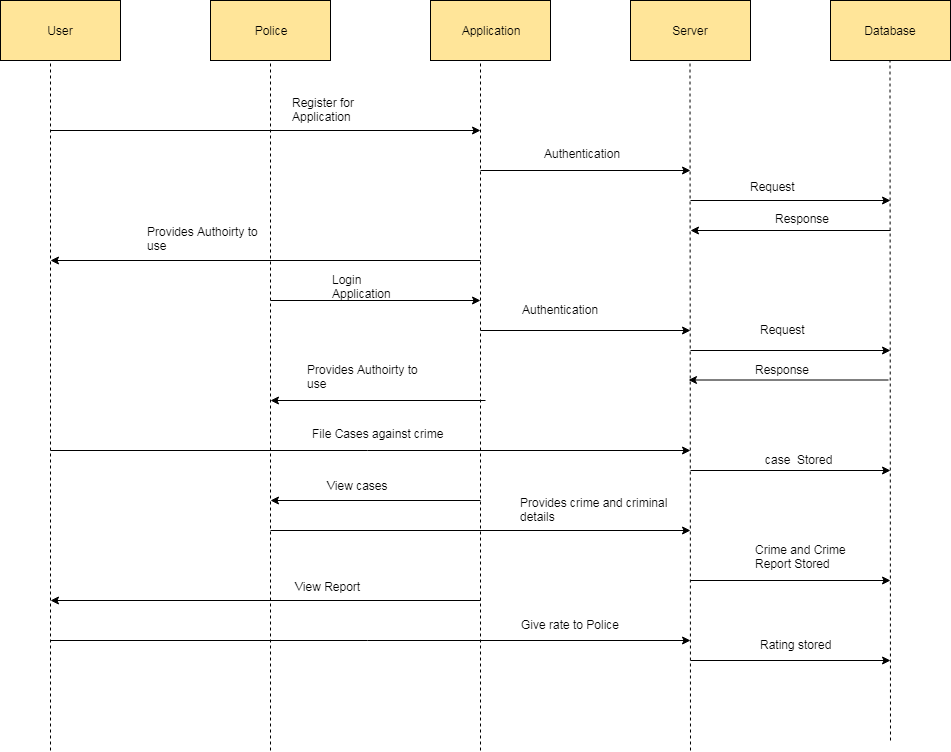 User
Police
Application
Server
Database
Register for
Application
Authentication
Request
Response
Provides Authoirty to
use
Login
Application
Authentication
Request
Provides Authoirty to
use
Response
File Cases against crime
case  Stored
View cases
Provides crime and criminal
details
Crime and Crime
Report Stored
View Report
Give rate to Police
Rating stored